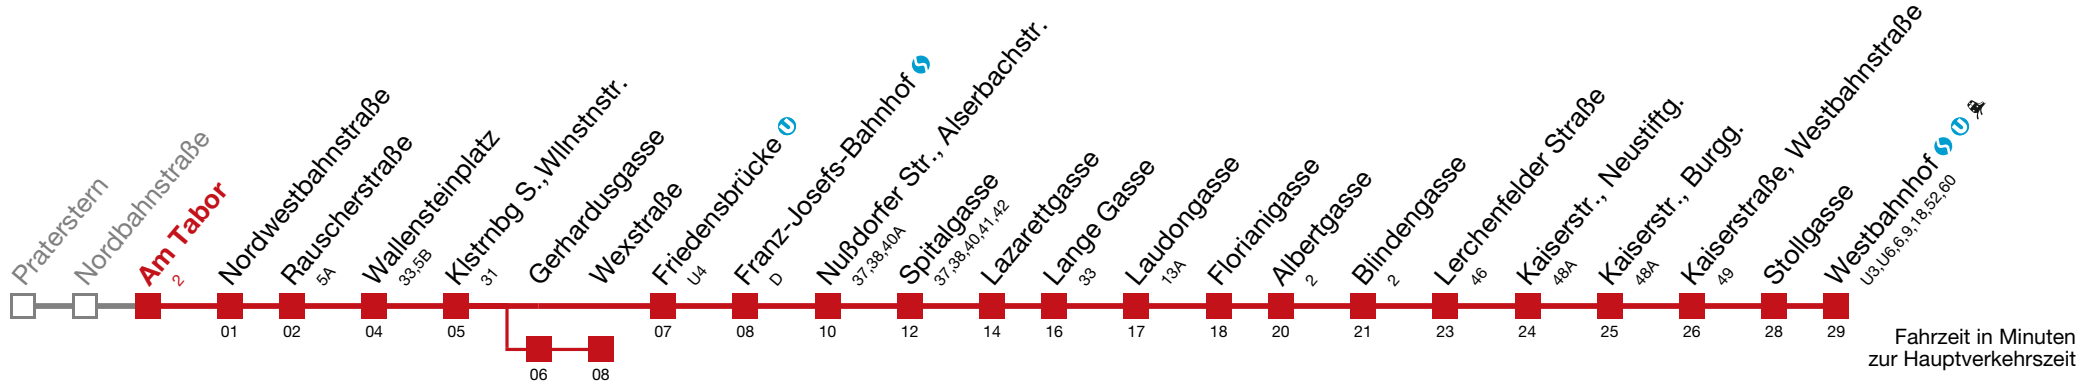 Praterstern
Nordbahnstraße
Am Tabor
2
Nordwestbahnstraße
01
Rauscherstraße
5A
02
Wallensteinplatz
33,5B
04
Klstrnbg S.,Wllnstnstr.
31
05
Gerhardusgasse
06
Wexstraße
08
Friedensbrücke U
U4
07
Franz-Josefs-Bahnhof S
D
08
Nußdorfer Str., Alserbachstr.
37,38,40A
10
Spitalgasse
37,38,40,41,42
12
Lazarettgasse
14
Lange Gasse
33
16
Laudongasse
13A
17
Florianigasse
18
Albertgasse
2
20
Blindengasse
2
21
Lerchenfelder Straße
46
23
Kaiserstr., Neustiftg.
48A
24
Kaiserstr., Burgg.
48A
25
Kaiserstraße, Westbahnstraße
49
26
Stollgasse
28
Westbahnhof S U
U3,U6,6,9,18,52,60
29
Fahrzeit in Minuten
zur Hauptverkehrszeit